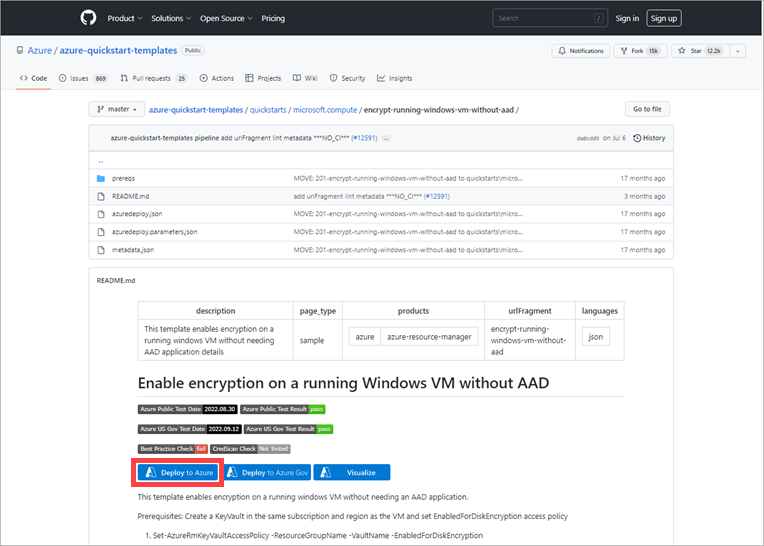 Product Solutions Open Source Pricing Search / Sign in Sign up
Azure / azure-quickstart-templates Public Notifications Fork 15k Star 12.2k
Code Issues 869 Pull requests 25 Actions Projects Wiki Security Insights
master azure-quickstart-templates / quickstarts / microsoft.compute / encrypt-running-windows-vm-without-aad / Go to file
azure-quickstart-templates pipeline add urlFragment lint metadata ***NO_CI*** (#12591) ... da0cdd9 on Jul 6 History
..
prereqs MOVE: 201-encrypt-running-windows-vm-without-aad to quickstarts\micro... 17 months ago
README.md add urlFragment lint metadata ***NO_CI*** (#12591) 3 months ago
azuredeploy.json MOVE: 201-encrypt-running-windows-vm-without-aad to quickstarts\micro... 17 months ago
azuredeploy.parameters.json MOVE: 201-encrypt-running-windows-vm-without-aad to quickstarts\micro... 17 months ago
metadata.json MOVE: 201-encrypt-running-windows-vm-without-aad to quickstarts\micro... 17 months ago
README.md
description page_type products urlFragment languages
This template enables encryption on a
running windows VM without needing
AAD application details
sample
azure azure-resource-manager
encrypt-running-
windows-vm-without-
aad
json
Enable encryption on a running Windows VM without AAD
Azure Public Test Date 2022.08.30 Azure Public Test Result pass
Azure US Gov Test Date 2022.09.12 Azure US Gov Test Result pass
Best Practice Check fail CredScan Check Not Tested
Deploy to Azure Deploy to Azure Gov Visualize
This template enables encryption on a running windows VM without needing an AAD application.
Prerequisites: Create a KeyVault in the same subscription and region as the VM and set EnabledForDiskEncryption access policy
1. Set-AzureRmKeyVaultAccessPolicy -ResourceGroupName -VaultName -EnabledForDiskEncryption